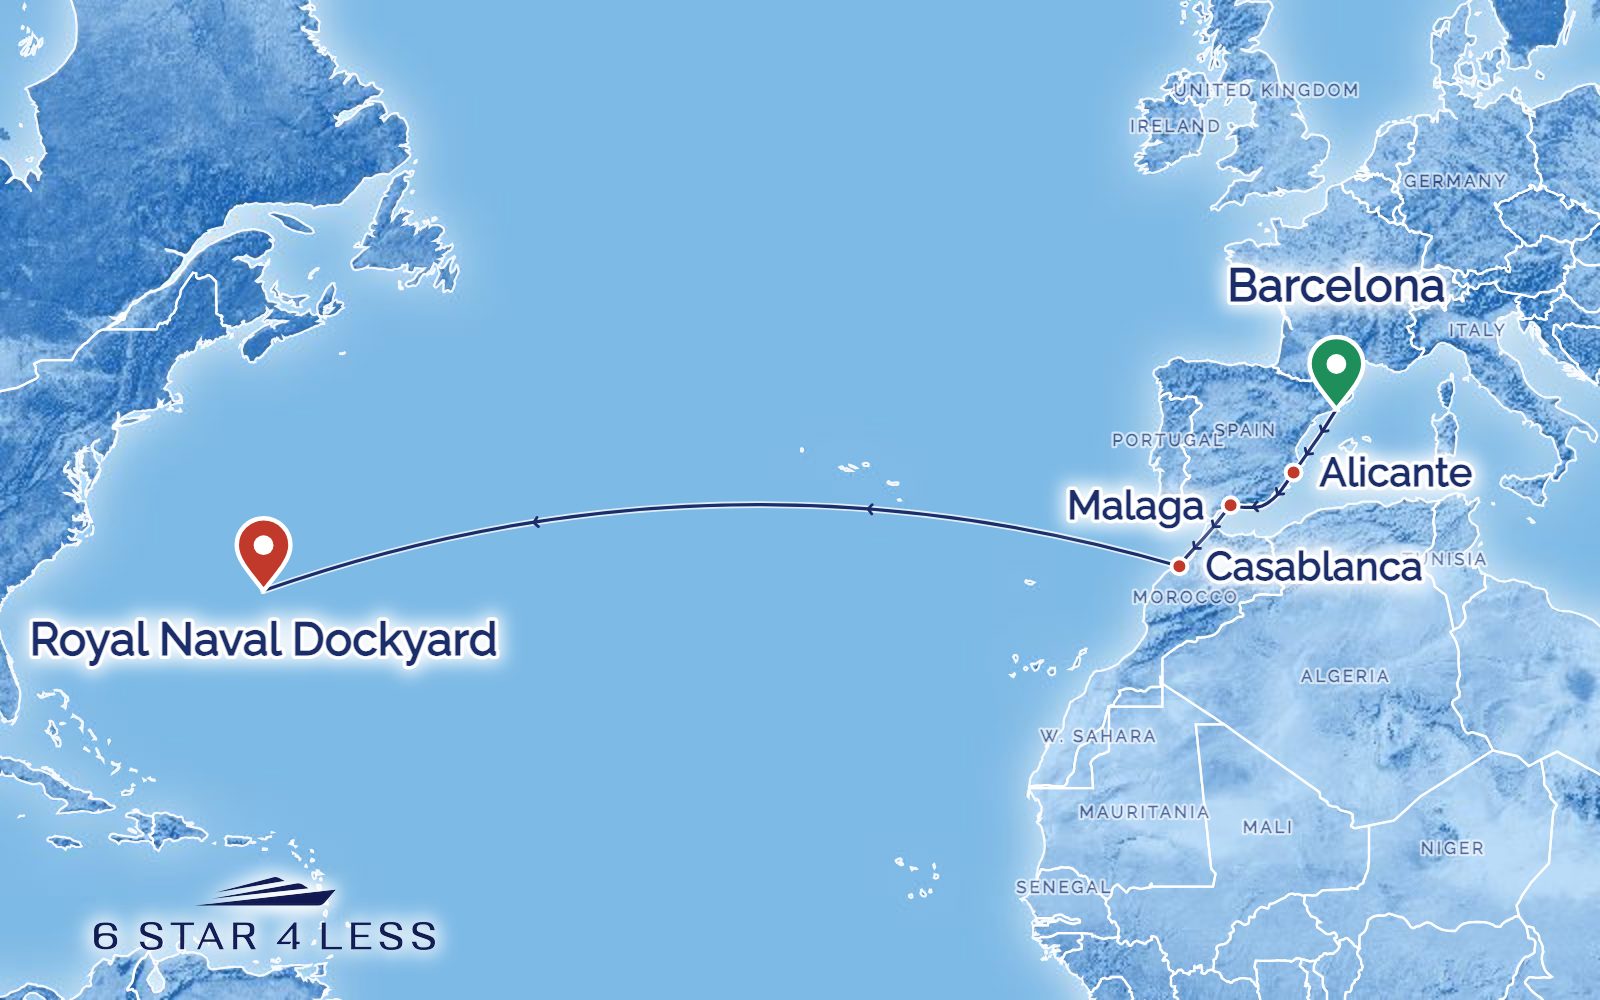 UNITED KINGDOM
IRELAND
GERMANY
Barcelona
ITALY
SPAIN
PORTUGAL
Alicante
Malaga
Casablanca
TUNISIA
MOROCCO
Royal Naval Dockyard
ALGERIA
W. SAHARA
MAURITANIA
MALI
NIGER
SENEGAL
6 STAR 4 LESS